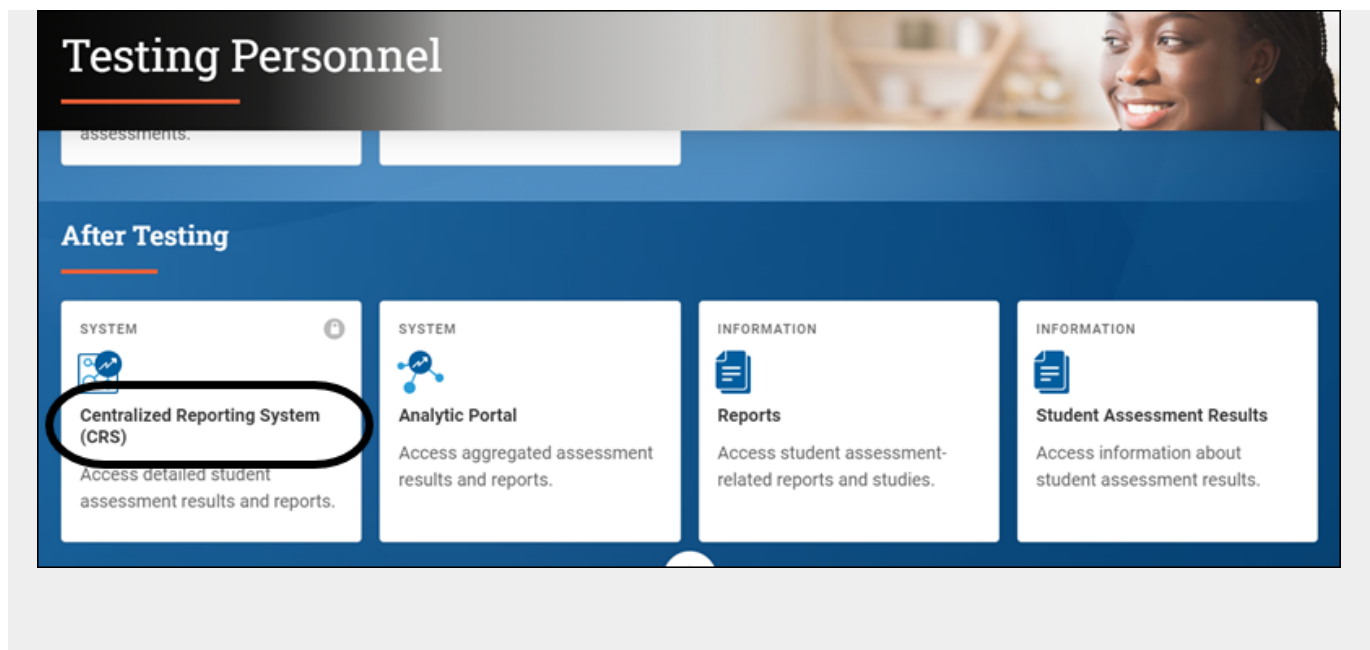 Testing Personnel
assessments.
After Testing
SYSTEM
Centralized Reporting System
(CRS)
Access detailed student
assessment results and reports.
SYSTEM
Analytic Portal
Access aggregated assessment
results and reports.
INFORMATION
Reports
Access student assessment-
related reports and studies.
INFORMATION
Student Assessment Results
Access information about
student assessment results.